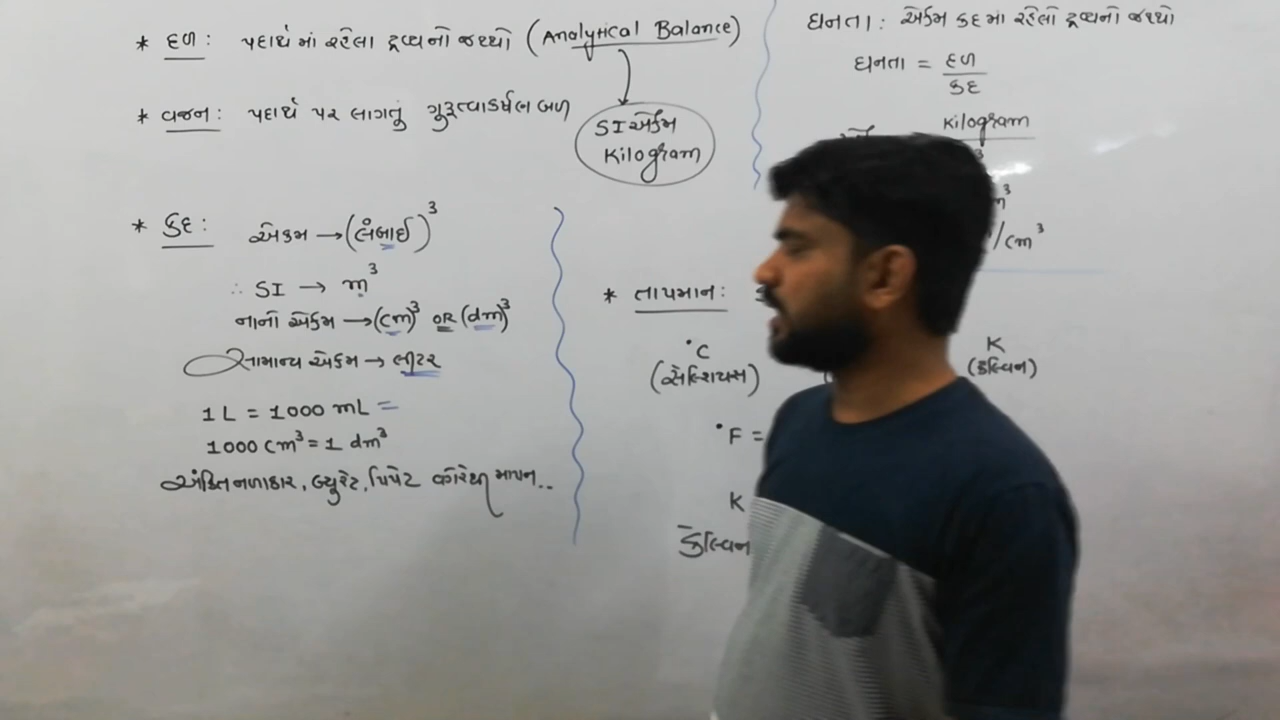 * દળ : પદાર્થમાં રહેલા દ્રવ્યનો જથ્થો (Analytical Balance)
SI એકમ
Kilogram
* વજન : પદાર્થ પર લાગતું ગુરુત્વાકર્ષણ બળ
* કદ : એકમ → (લંબાઈ)³
∴ SI → m³
નાનો એકમ → (cm)³ OR (dm)³
સામાન્ય એકમ → લીટર
1 L = 1000 mL =
1000 cm³ = 1 dm³
અંકિત નળાકાર, બ્યુરેટ, પિપેટ વગેરેથી માપન..
ઘનતા : એકમ કદમાં રહેલો દ્રવ્યનો જથ્થો
ઘનતા = દળ / કદ
Kilogram
/cm³
* તાપમાન :
°C K
(સેલ્શિયસ) (કેલ્વિન)
°F =
K
કેલ્વિન